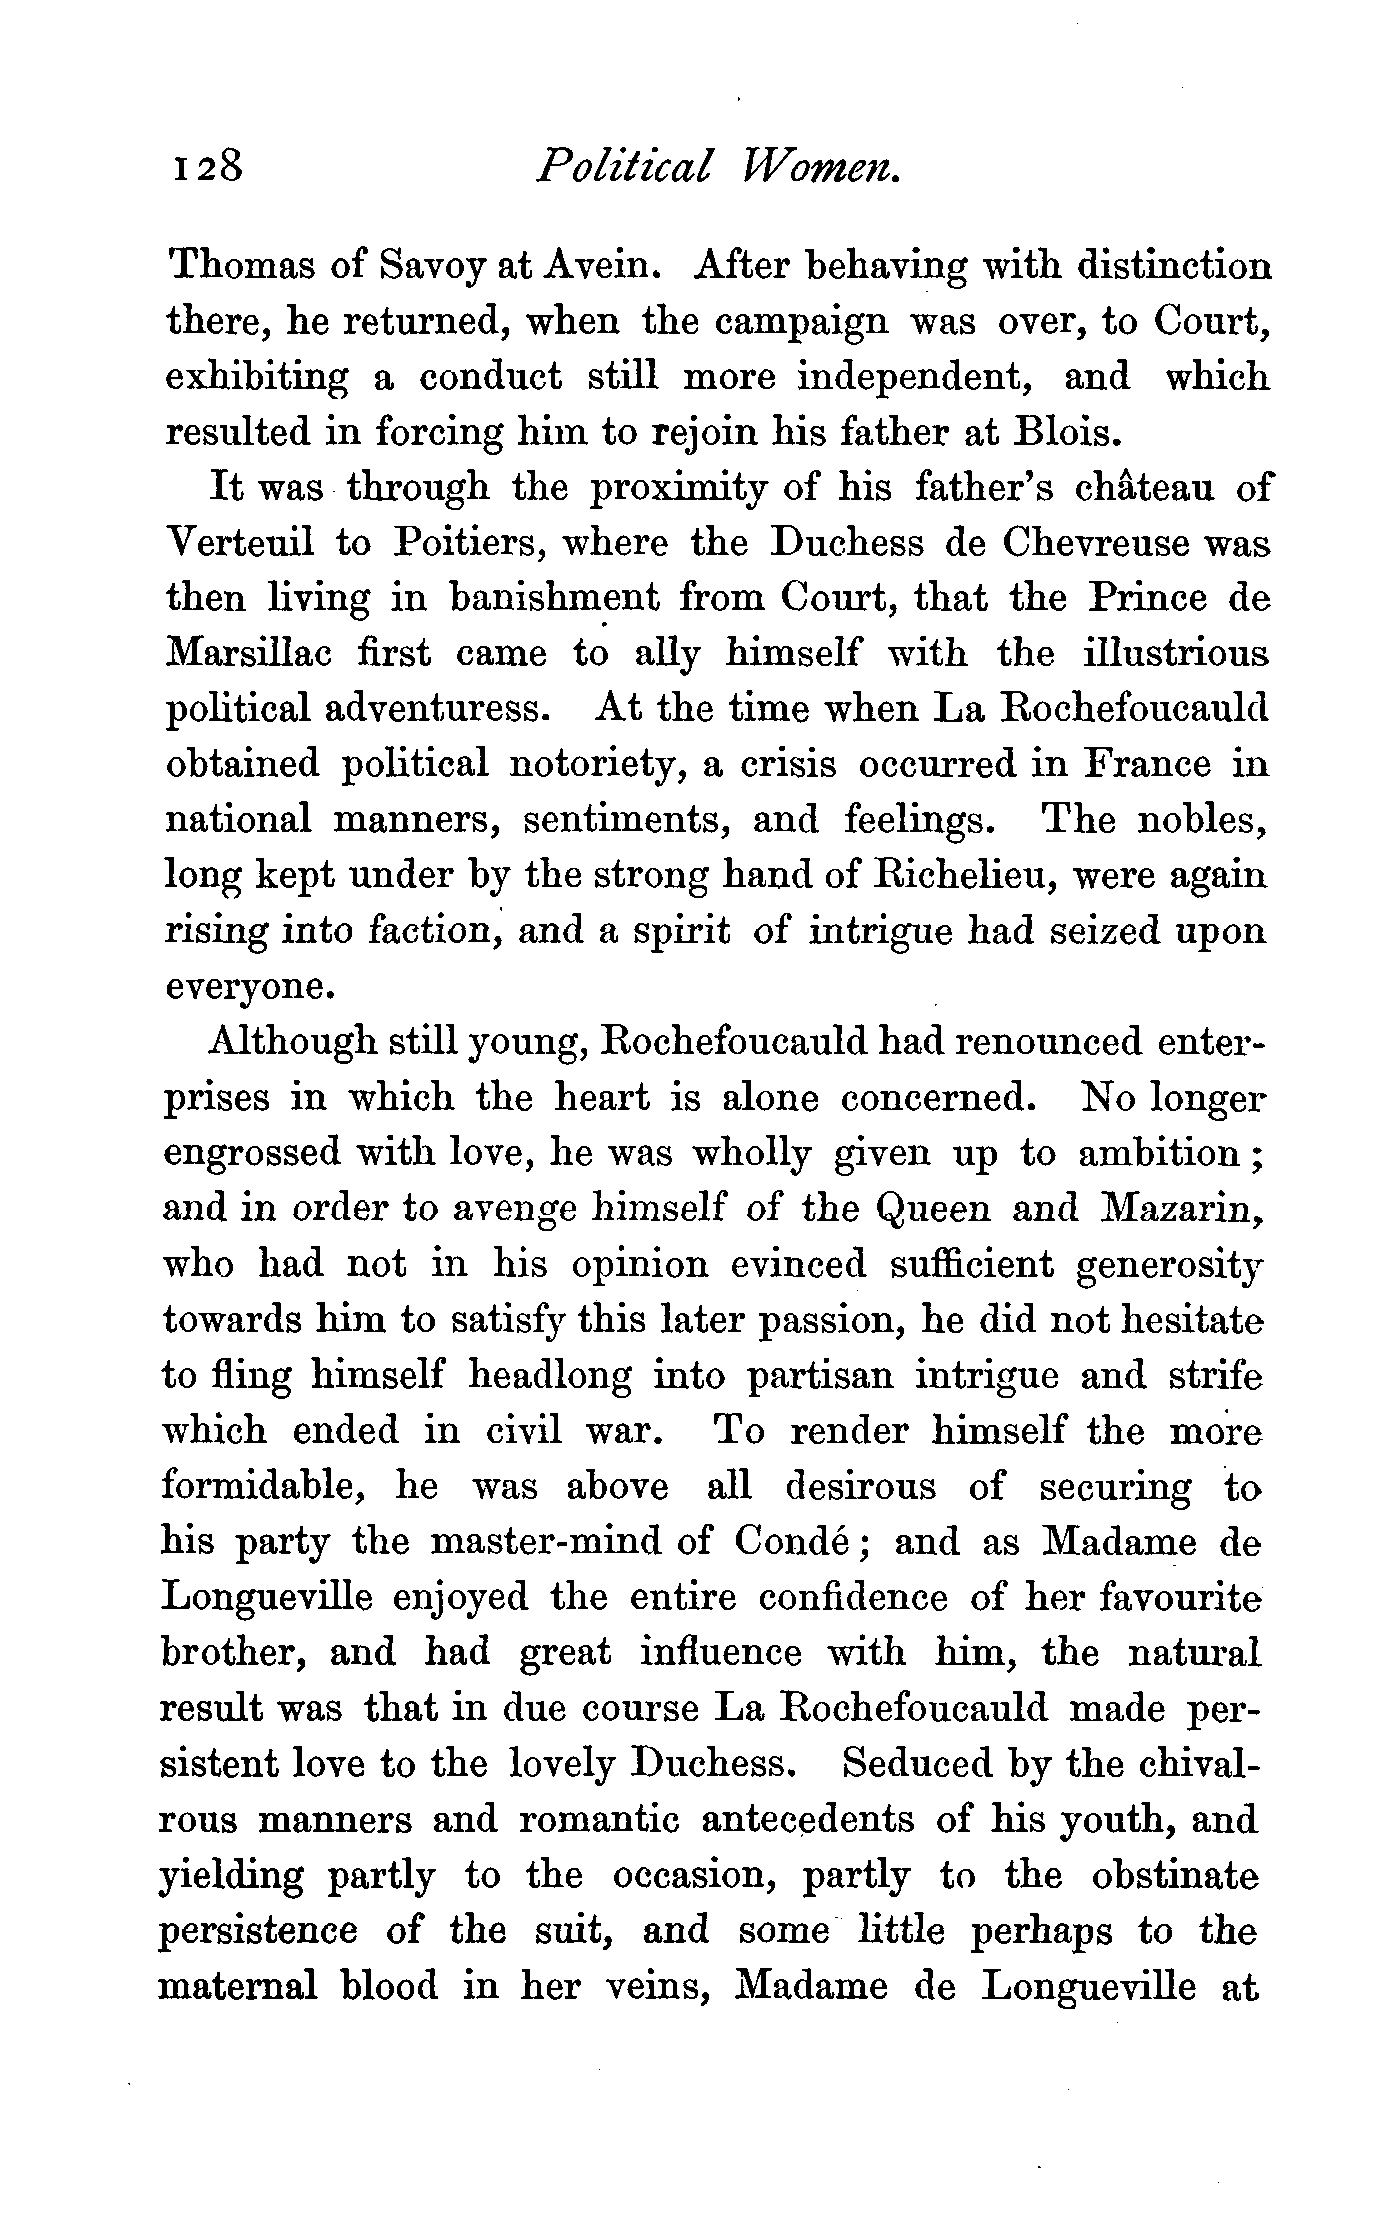 128 Political Women.
Thomas of Savoy at Avein. After behaving with distinction
there, he returned, when the campaign was over, to Court,
exhibiting a conduct still more independent, and which
resulted in forcing him to rejoin his father at Blois.
It was through the proximity of his father's château of
Verteuil to Poitiers, where the Duchess de Chevreuse was
then living in banishment from Court, that the Prince de
Marsillac first came to ally himself with the illustrious
political adventuress. At the time when La Rochefoucauld
obtained political notoriety, a crisis occurred in France in
national manners, sentiments, and feelings. The nobles,
long kept under by the strong hand of Richelieu, were again
rising into faction, and a spirit of intrigue had seized upon
everyone.
Although still young, Rochefoucauld had renounced enter-
prises in which the heart is alone concerned. No longer
engrossed with love, he was wholly given up to ambition;
and in order to avenge himself of the Queen and Mazarin,
who had not in his opinion evinced sufficient generosity
towards him to satisfy this later passion, he did not hesitate
to fling himself headlong into partisan intrigue and strife
which ended in civil war. To render himself the more
formidable, he was above all desirous of securing to
his party the master-mind of Condé; and as Madame de
Longueville enjoyed the entire confidence of her favourite
brother, and had great influence with him, the natural
result was that in due course La Rochefoucauld made per-
sistent love to the lovely Duchess. Seduced by the chival-
rous manners and romantic antecedents of his youth, and
yielding partly to the occasion, partly to the obstinate
persistence of the suit, and some little perhaps to the
maternal blood in her veins, Madame de Longueville at